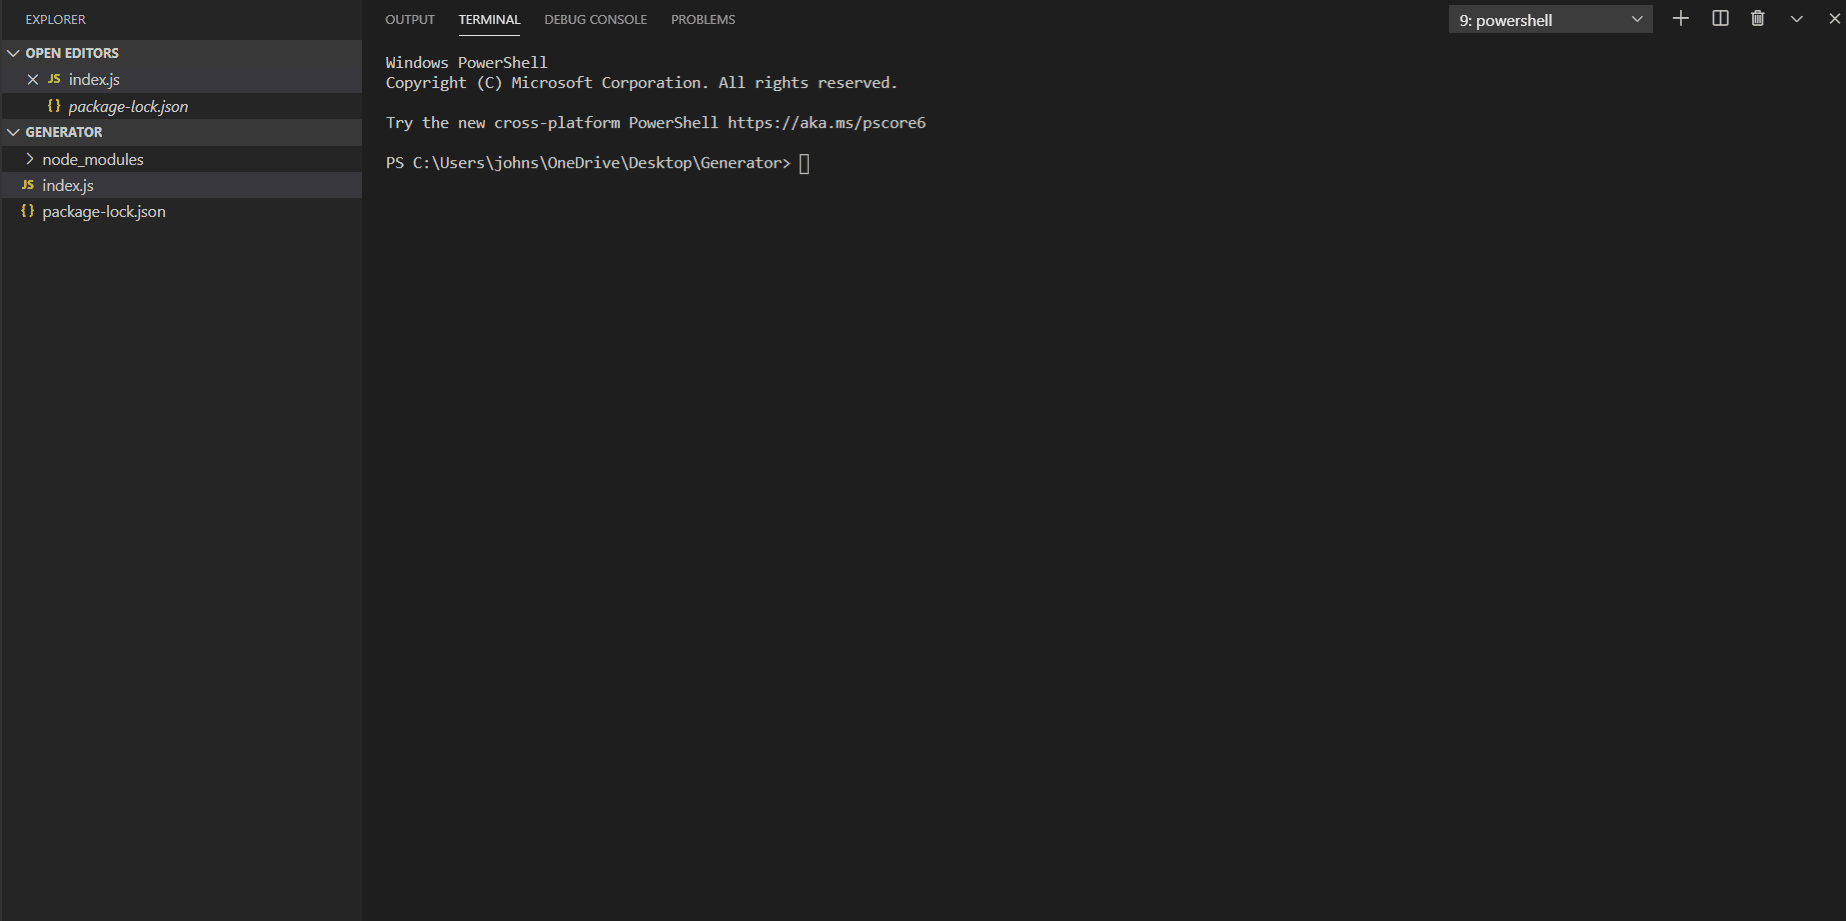 EXPLORER
OPEN EDITORS
JS index.js
{} package-lock.json
GENERATOR
node_modules
JS index.js
{} package-lock.json
OUTPUT TERMINAL DEBUG CONSOLE PROBLEMS
9: powershell
Windows PowerShell
Copyright (C) Microsoft Corporation. All rights reserved.
Try the new cross-platform PowerShell https://aka.ms/pscore6
PS C:\Users\johns\OneDrive\Desktop\Generator>